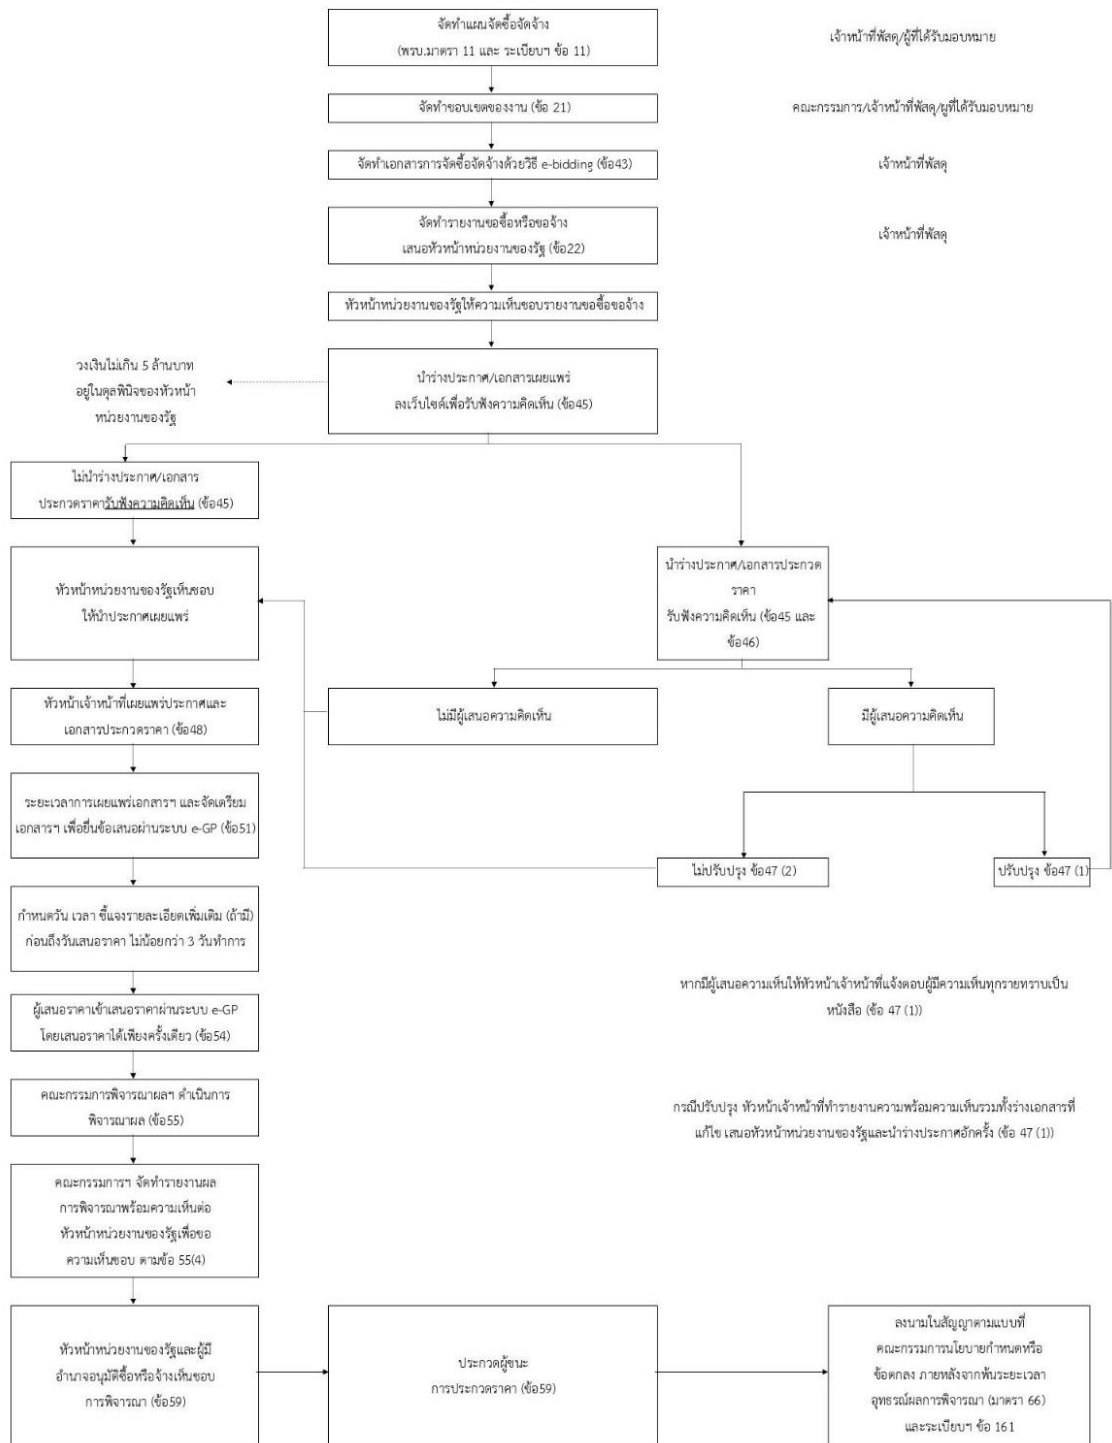 จัดทำแผนจัดซื้อจัดจ้าง
(พรบ.มาตรา 11 และ ระเบียบฯ ข้อ 11)
เจ้าหน้าที่พัสดุ/ผู้ที่ได้รับมอบหมาย
จัดทำขอบเขตของงาน (ข้อ 21)
คณะกรรมการ/เจ้าหน้าที่พัสดุ/ผู้ที่ได้รับมอบหมาย
จัดทำเอกสารการจัดซื้อจัดจ้างด้วยวิธี e-bidding (ข้อ43)
เจ้าหน้าที่พัสดุ
จัดทำรายงานขอซื้อหรือขอจ้าง
เสนอหัวหน้าหน่วยงานของรัฐ (ข้อ22)
เจ้าหน้าที่พัสดุ
หัวหน้าหน่วยงานของรัฐให้ความเห็นชอบรายงานขอซื้อขอจ้าง
วงเงินไม่เกิน 5 ล้านบาท
อยู่ในดุลพินิจของหัวหน้า
หน่วยงานของรัฐ
นำร่างประกาศ/เอกสารเผยแพร่
ลงเว็บไซต์เพื่อรับฟังความคิดเห็น (ข้อ45)
ไม่นำร่างประกาศ/เอกสาร
ประกวดราคารับฟังความคิดเห็น (ข้อ45)
หัวหน้าหน่วยงานของรัฐเห็นชอบ
ให้นำประกาศเผยแพร่
นำร่างประกาศ/เอกสารประกวด
ราคา
รับฟังความคิดเห็น (ข้อ45 และ
ข้อ46)
หัวหน้าเจ้าหน้าที่เผยแพร่ประกาศและ
เอกสารประกวดราคา (ข้อ48)
ไม่มีผู้เสนอความคิดเห็น
มีผู้เสนอความคิดเห็น
ระยะเวลาการเผยแพร่เอกสารฯ และจัดเตรียม
เอกสารฯ เพื่อยื่นข้อเสนอผ่านระบบ e-GP (ข้อ51)
ไม่ปรับปรุง ข้อ47 (2)
ปรับปรุง ข้อ47 (1)
กำหนดวัน เวลา ชี้แจงรายละเอียดเพิ่มเติม (ถ้ามี)
ก่อนถึงวันเสนอราคา ไม่น้อยกว่า 3 วันทำการ
ผู้เสนอราคาเข้าเสนอราคาผ่านระบบ e-GP
โดยเสนอราคาได้เพียงครั้งเดียว (ข้อ54)
หากมีผู้เสนอความเห็นให้หัวหน้าเจ้าหน้าที่แจ้งตอบผู้มีความเห็นทุกรายทราบเป็น
หนังสือ (ข้อ 47 (1))
คณะกรรมการพิจารณาผลฯ ดำเนินการ
พิจารณาผล (ข้อ55)
กรณีปรับปรุง หัวหน้าเจ้าหน้าที่ทำรายงานความพร้อมความเห็นรวมทั้งร่างเอกสารที่
แก้ไข เสนอหัวหน้าหน่วยงานของรัฐและนำร่างประกาศอีกครั้ง (ข้อ 47 (1))
คณะกรรมการฯ จัดทำรายงานผล
การพิจารณาพร้อมความเห็นต่อ
หัวหน้าหน่วยงานของรัฐเพื่อขอ
ความเห็นชอบ ตามข้อ 55(4)
หัวหน้าหน่วยงานของรัฐและผู้มี
อำนาจอนุมัติซื้อหรือจ้างเห็นชอบ
การพิจารณา (ข้อ59)
ประกวดผู้ชนะ
การประกวดราคา (ข้อ59)
ลงนามในสัญญาตามแบบที่
คณะกรรมการนโยบายกำหนดหรือ
ข้อตกลง ภายหลังจากพ้นระยะเวลา
อุทธรณ์ผลการพิจารณา (มาตรา 66)
และระเบียบฯ ข้อ 161